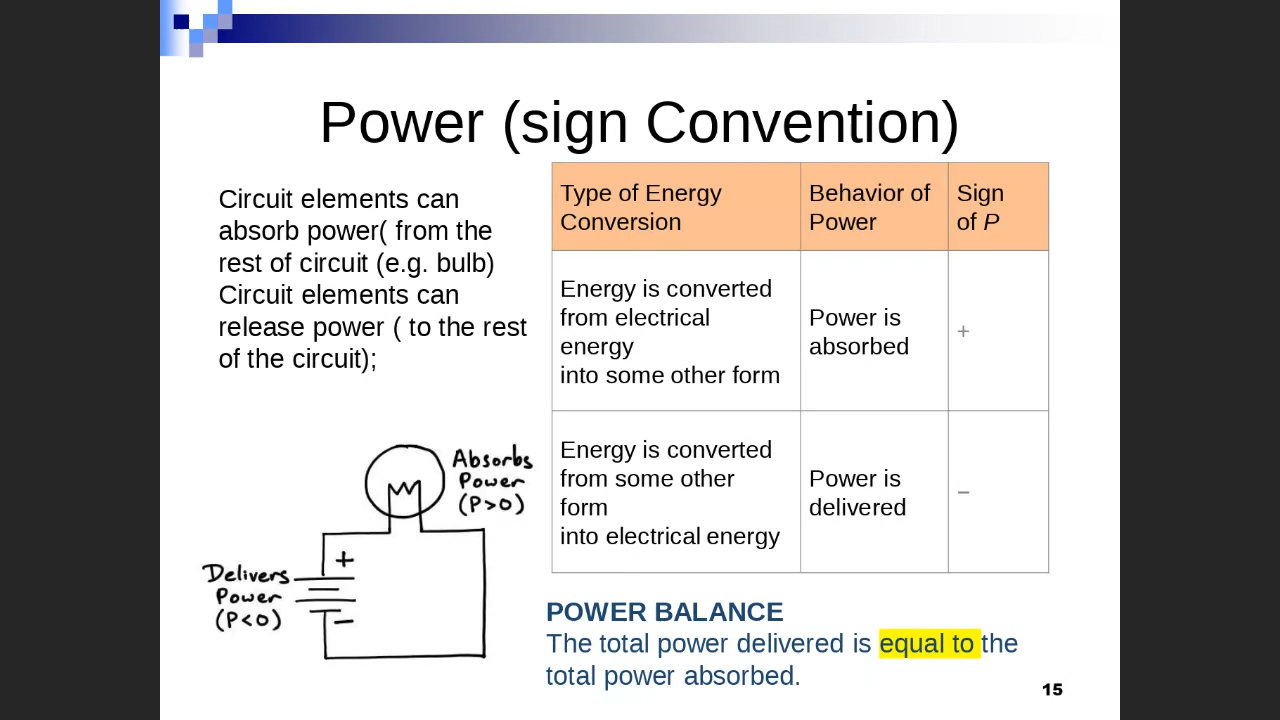 Power (sign Convention)
Circuit elements can
absorb power( from the
rest of circuit (e.g. bulb)
Circuit elements can
release power ( to the rest
of the circuit);
Type of Energy
Conversion
Behavior of
Power
Sign
of P
Energy is converted
from electrical
energy
into some other form
Power is
absorbed
+
Energy is converted
from some other
form
into electrical energy
Power is
delivered
−
Absorbs
Power
(P>0)
+
Delivers
Power
(P<0)
−
POWER BALANCE
The total power delivered is equal to the
total power absorbed.
15